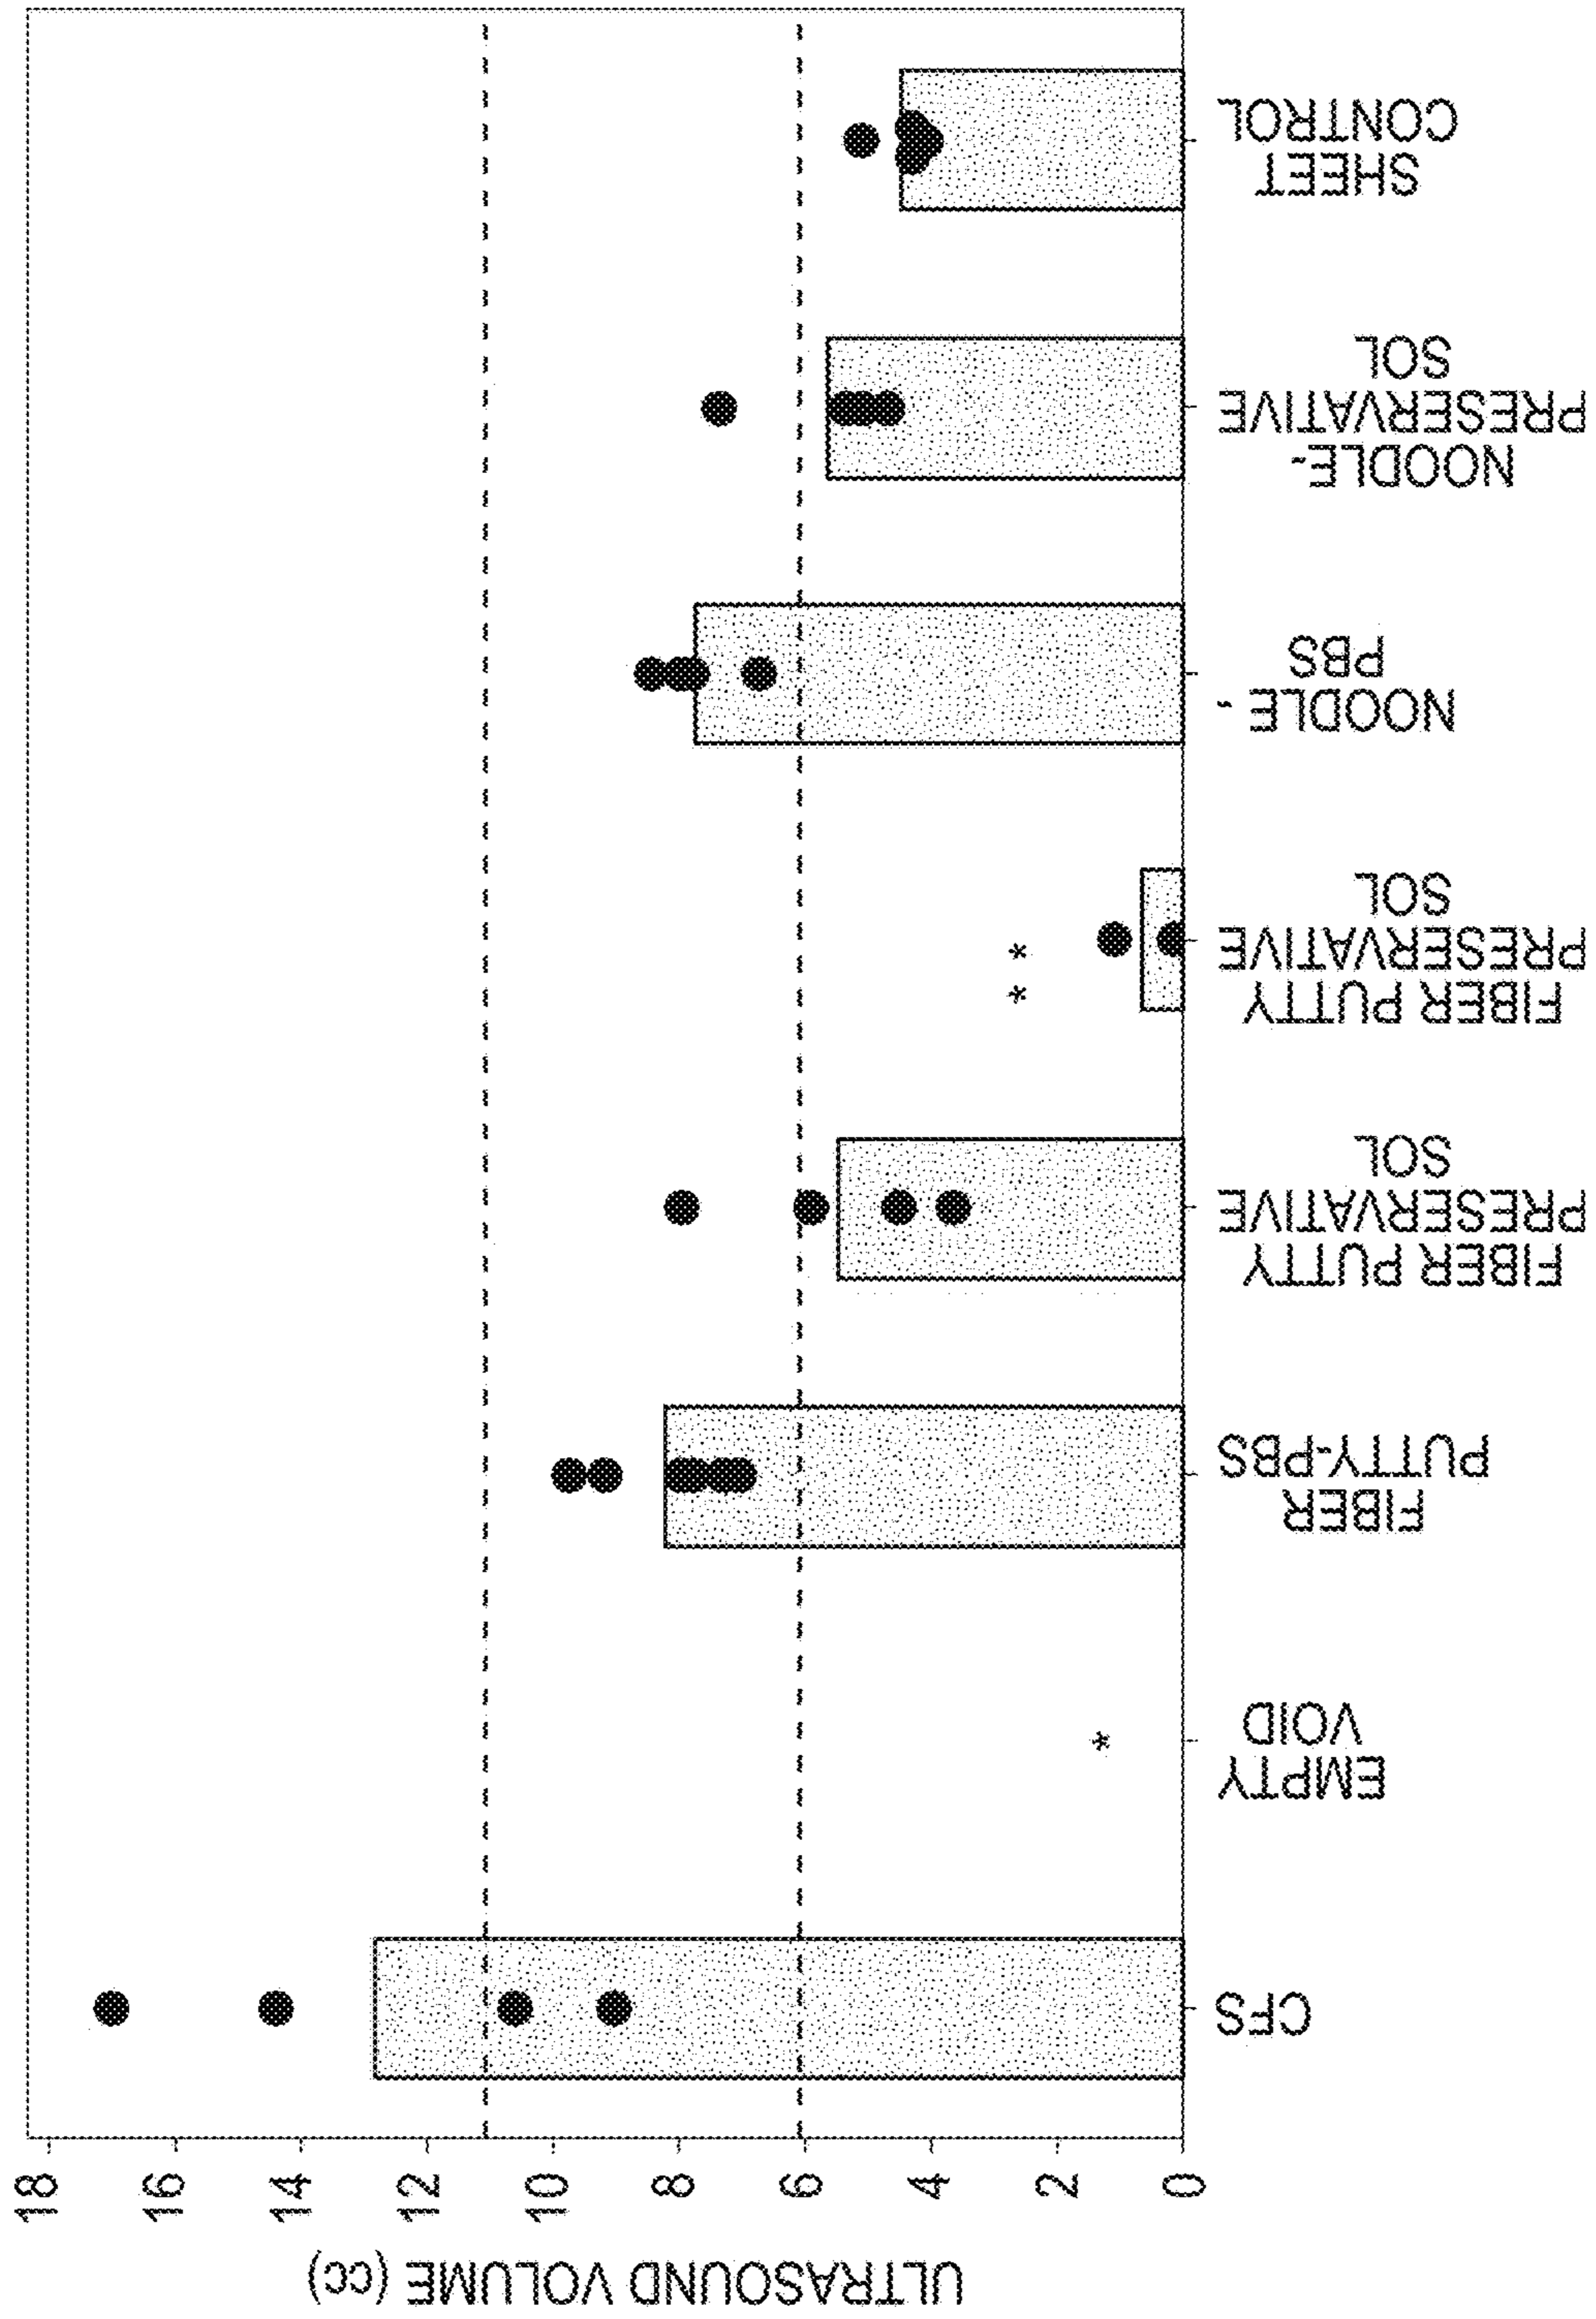 ULTRASOUND VOLUME (cc)
18
16
14
12
10
8
6
4
2
0
*
* *
CFS
EMPTY
VOID
FIBER
PUTTY-PBS
FIBER PUTTY
PRESERVATIVE
SOL
FIBER PUTTY
PRESERVATIVE
SOL
NOODLE -
PBS
NOODLE-
PRESERVATIVE
SOL
SHEET
CONTROL